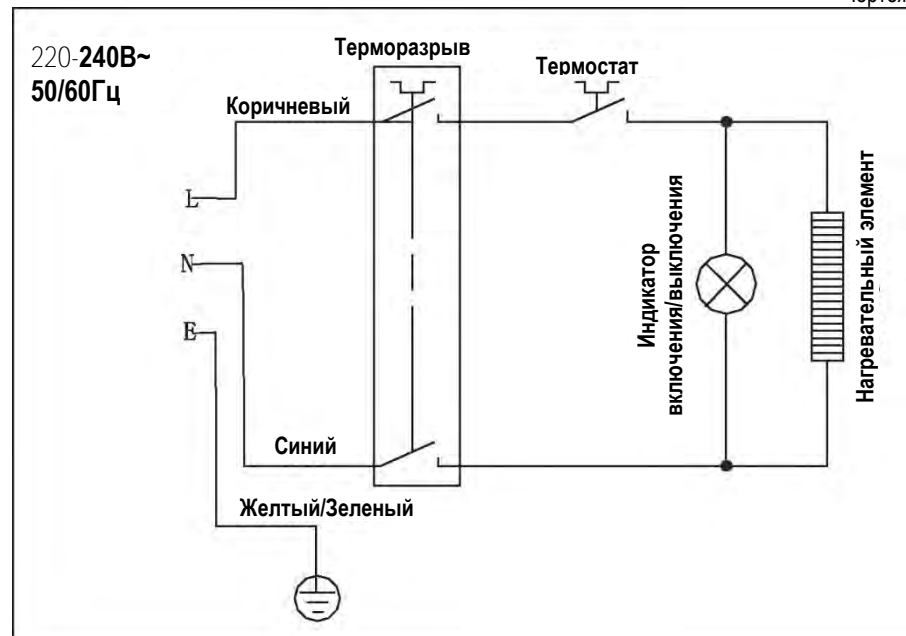 220-240В~
50/60Гц
Терморазрыв
Термостат
Коричневый
L
N
E
Синий
Желтый/Зеленый
Индикатор
включения/выключения
Нагревательный элемент